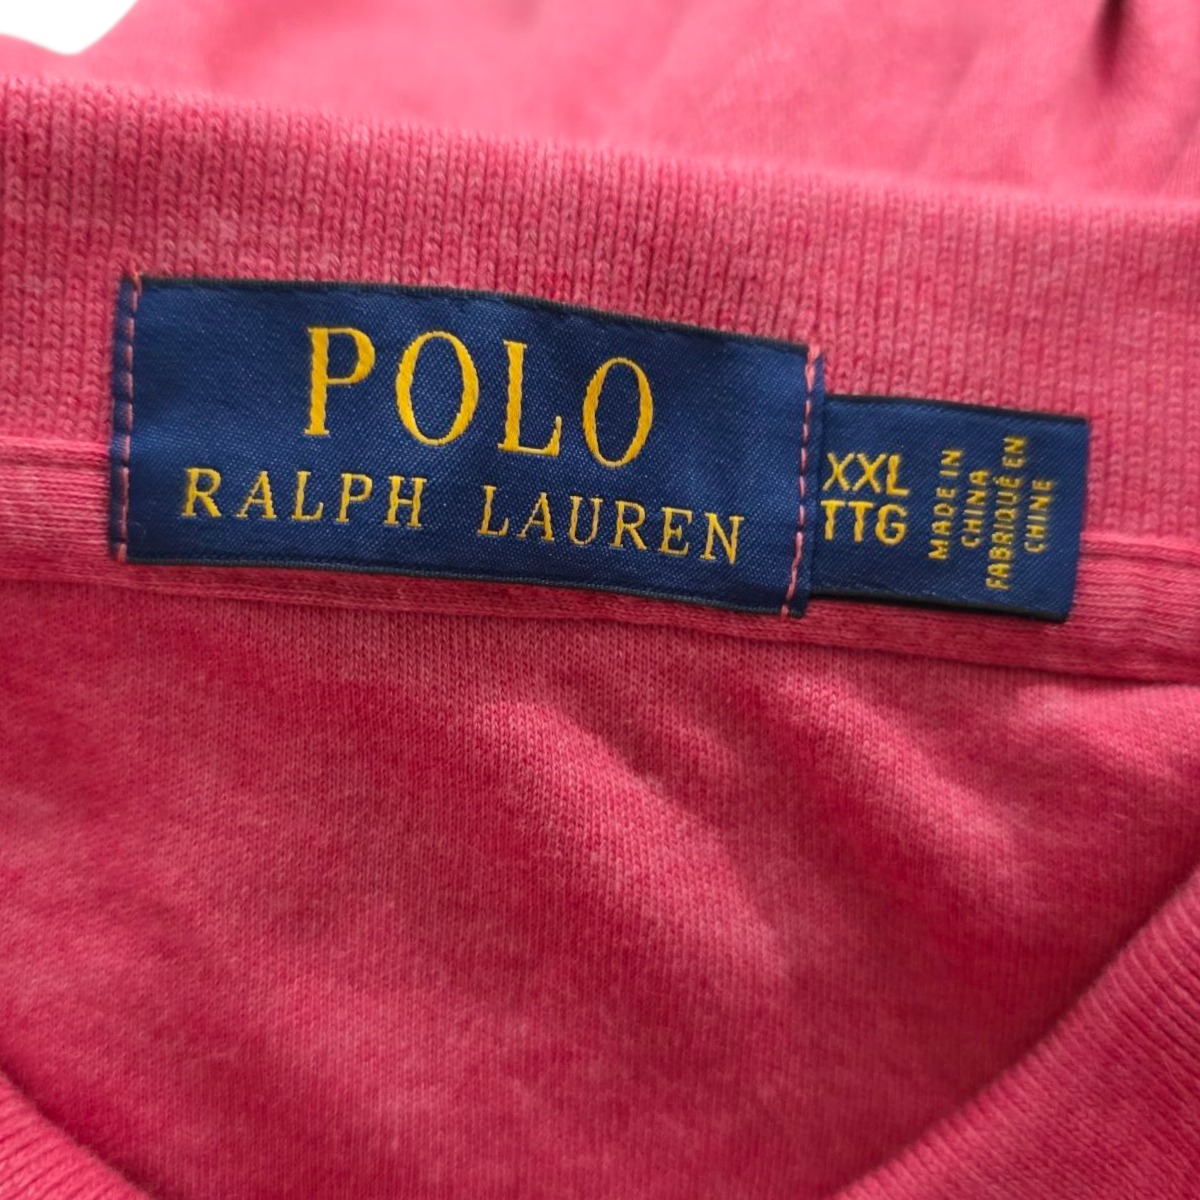 POLO
RALPH LAUREN
XXL
TTG
MADE IN
CHINA
FABRIQUÉ EN
CHINE